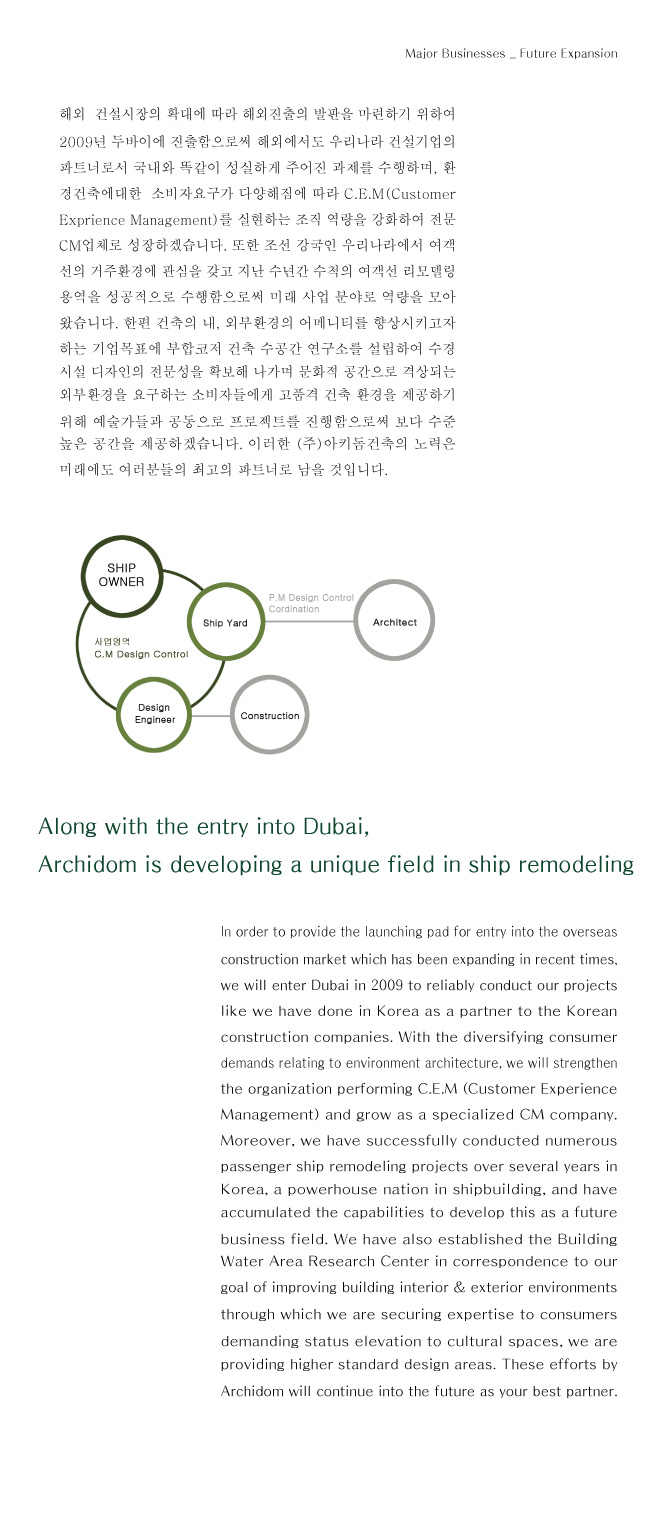 Major Businesses _ Future Expansion
해외 건설시장의 확대에 따라 해외진출의 발판을 마련하기 위하여
2009년 두바이에 진출함으로써 해외에서도 우리나라 건설기업의
파트너로서 국내와 똑같이 성실하게 주어진 과제를 수행하며, 환
경건축에대한 소비자요구가 다양해짐에 따라 C.E.M(Customer
Exprience Management)를 실현하는 조직 역량을 강화하여 전문
CM업체로 성장하겠습니다. 또한 조선 강국인 우리나라에서 여객
선의 거주환경에 관심을 갖고 지난 수년간 수척의 여객선 리모델링
용역을 성공적으로 수행함으로써 미래 사업 분야로 역량을 모아
왔습니다. 한편 건축의 내, 외부환경의 어메니티를 향상시키고자
하는 기업목표에 부합코저 건축 수공간 연구소를 설립하여 수경
시설 디자인의 전문성을 확보해 나가며 문화적 공간으로 격상되는
외부환경을 요구하는 소비자들에게 고품격 건축 환경을 제공하기
위해 예술가들과 공동으로 프로젝트를 진행함으로써 보다 수준
높은 공간을 제공하겠습니다. 이러한 (주)아키돔건축의 노력은
미래에도 여러분들의 최고의 파트너로 남을 것입니다.
SHIP
OWNER
Ship Yard
P.M Design Control
Cordination
Architect
사업영역
C.M Design Control
Design
Engineer
Construction
Along with the entry into Dubai,
Archidom is developing a unique field in ship remodeling
In order to provide the launching pad for entry into the overseas
construction market which has been expanding in recent times,
we will enter Dubai in 2009 to reliably conduct our projects
like we have done in Korea as a partner to the Korean
construction companies. With the diversifying consumer
demands relating to environment architecture, we will strengthen
the organization performing C.E.M (Customer Experience
Management) and grow as a specialized CM company.
Moreover, we have successfully conducted numerous
passenger ship remodeling projects over several years in
Korea, a powerhouse nation in shipbuilding, and have
accumulated the capabilities to develop this as a future
business field. We have also established the Building
Water Area Research Center in correspondence to our
goal of improving building interior & exterior environments
through which we are securing expertise to consumers
demanding status elevation to cultural spaces, we are
providing higher standard design areas. These efforts by
Archidom will continue into the future as your best partner.